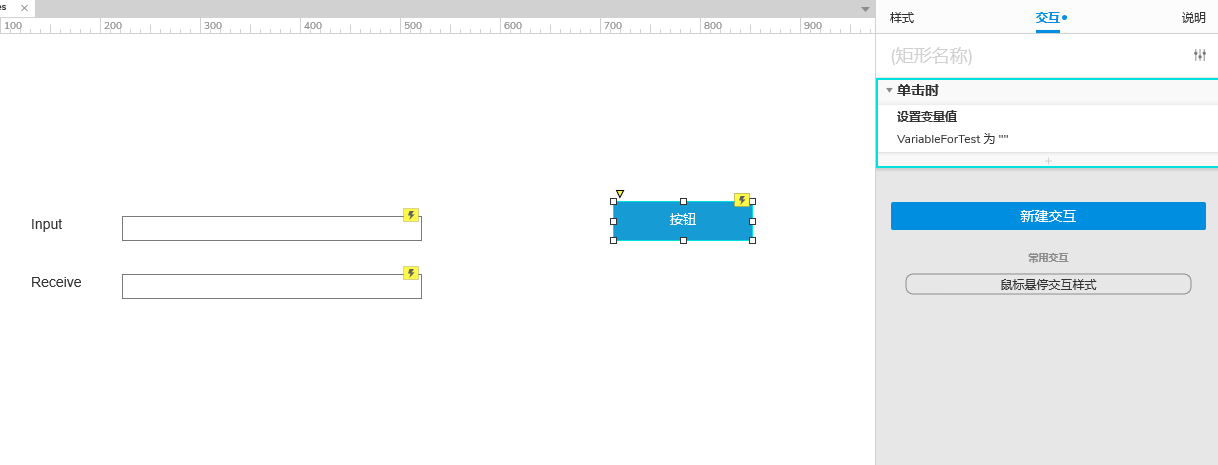 es
100 200 300 400 500 600 700 800 900
样式 交互 说明
(矩形名称)
单击时
设置变量值
VariableForTest 为 ""
新建交互
常用交互
鼠标悬停交互样式
按钮
Input
Receive